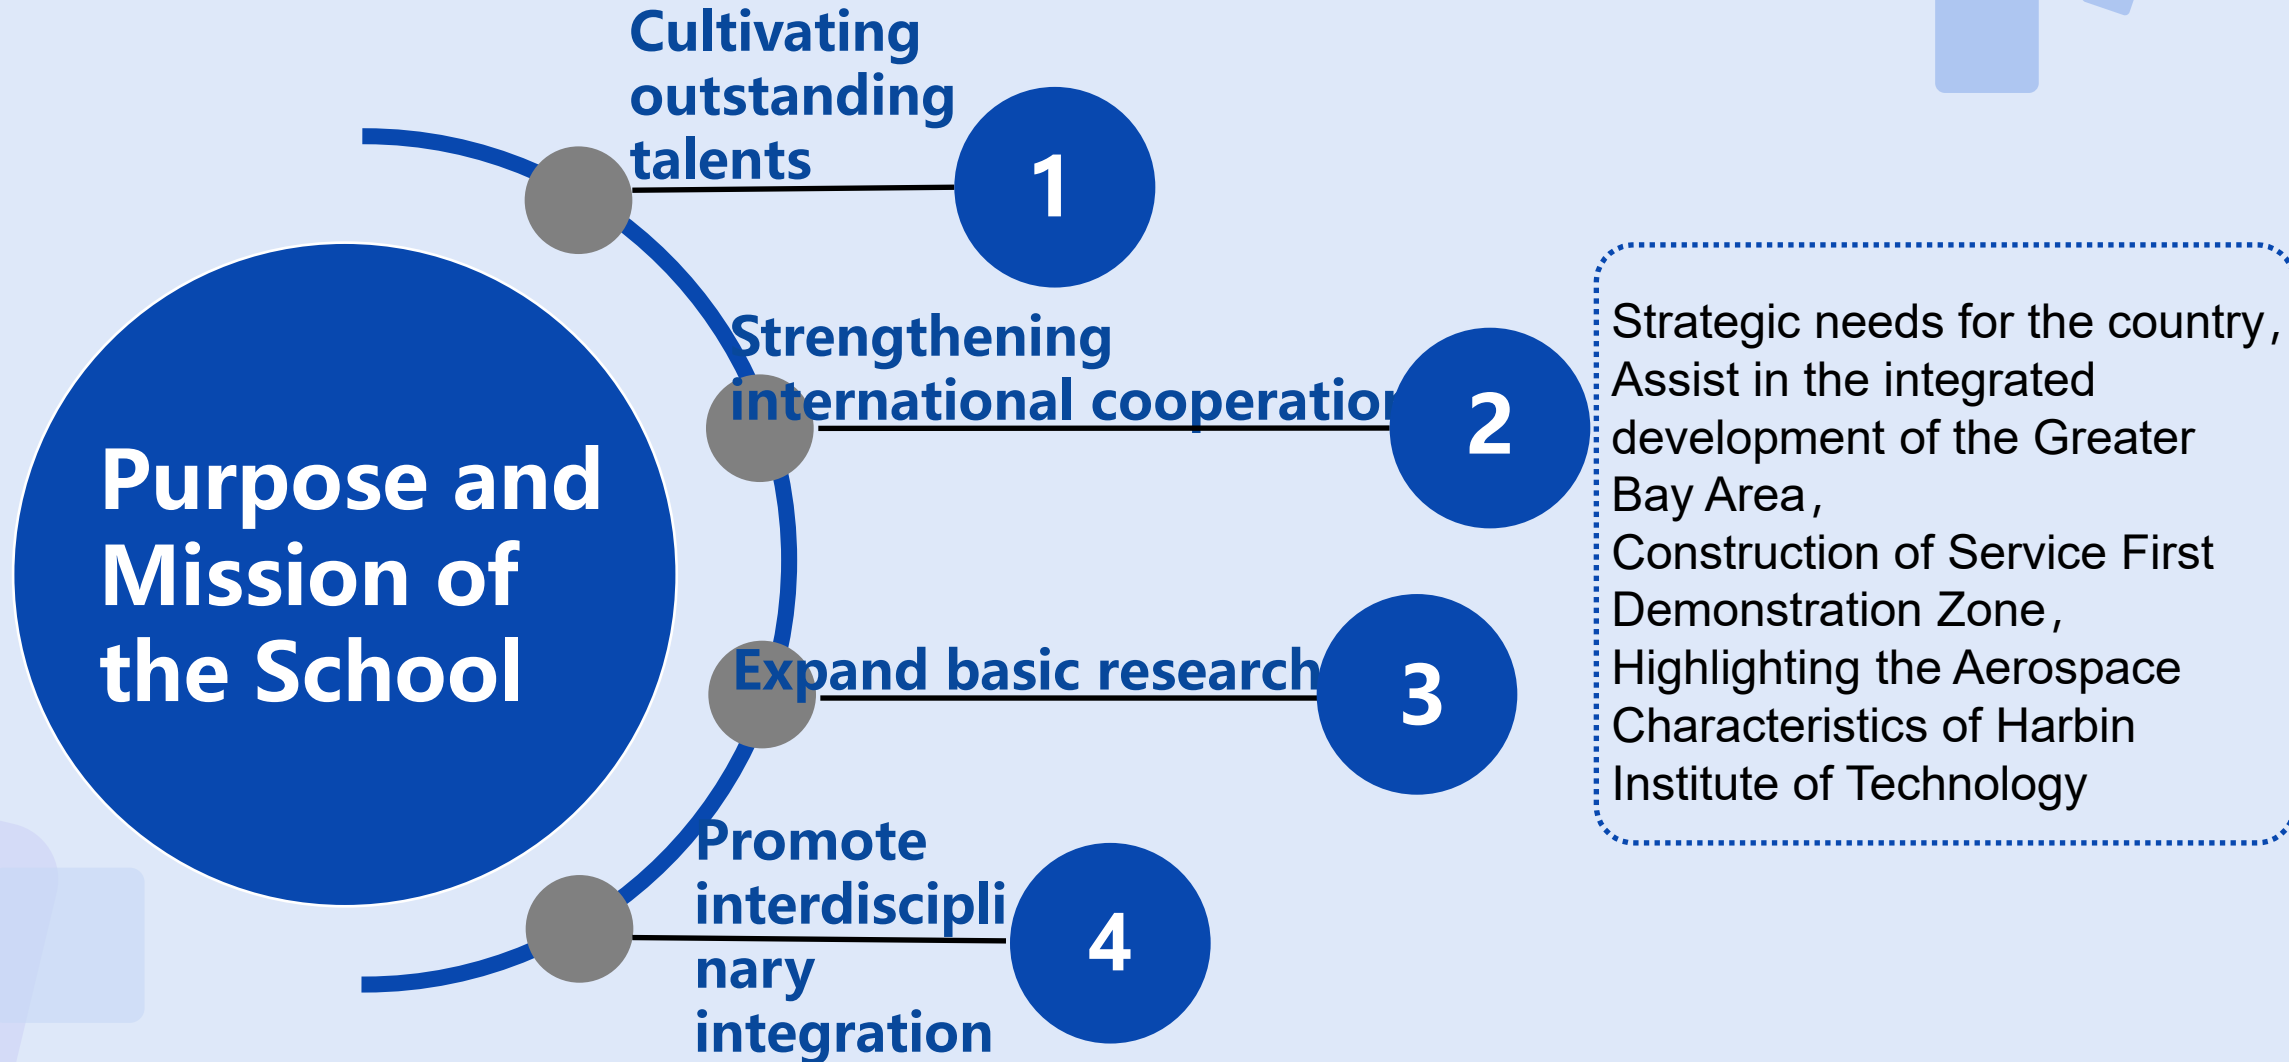 Purpose and
Mission of
the School
Cultivating
outstanding
talents
1
Strengthening
international cooperation
2
Expand basic research
3
Promote
interdiscipli
nary
integration
4
Strategic needs for the country,
Assist in the integrated
development of the Greater
Bay Area,
Construction of Service First
Demonstration Zone,
Highlighting the Aerospace
Characteristics of Harbin
Institute of Technology